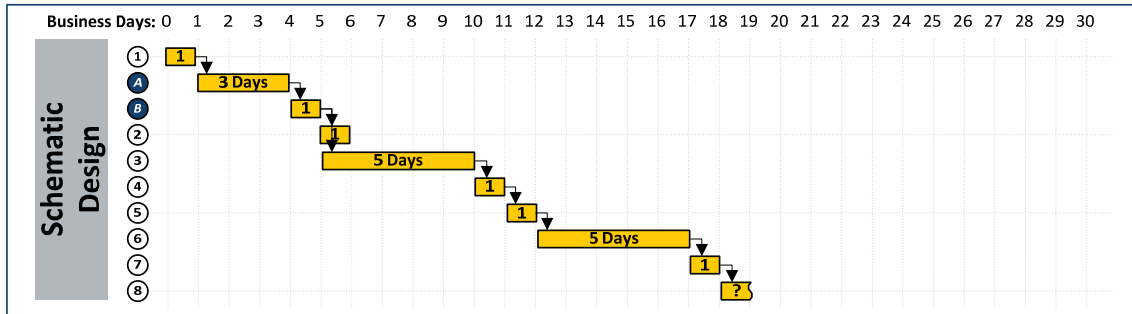 Business Days: 0 1 2 3 4 5 6 7 8 9 10 11 12 13 14 15 16 17 18 19 20 21 22 23 24 25 26 27 28 29 30
Schematic
Design
1 1
A 3 Days
B 1
2 1
3 5 Days
4 1
5 1
6 5 Days
7 1
8 ?